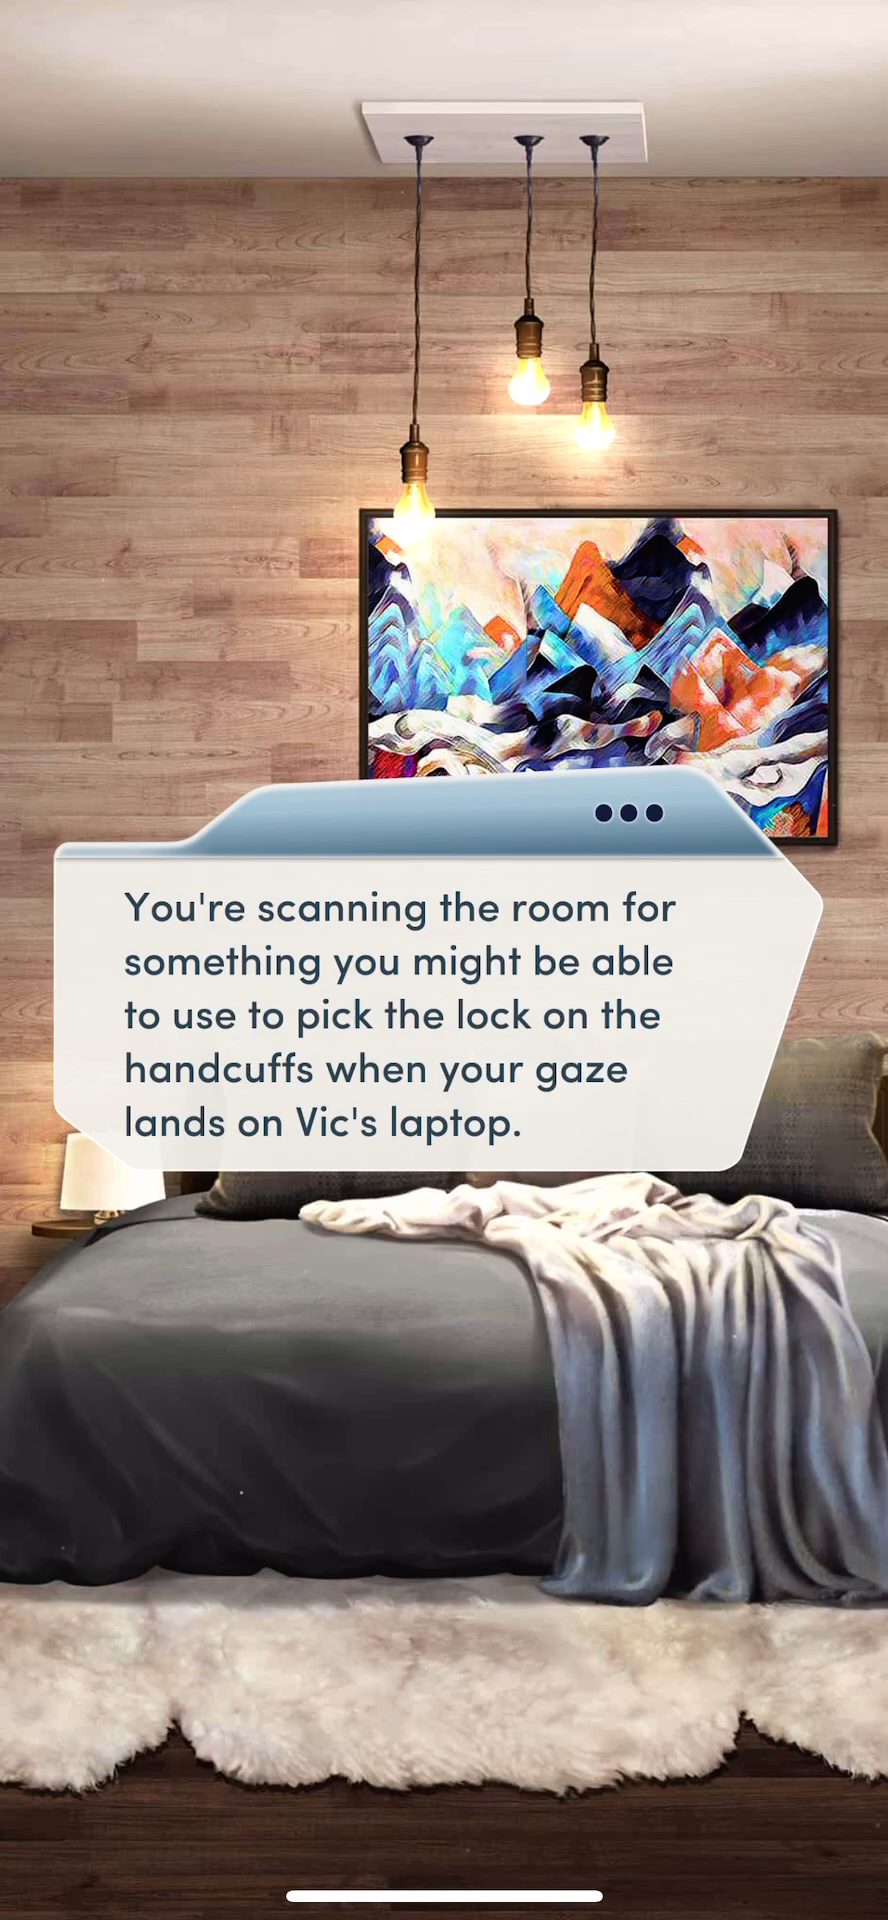 You're scanning the room for
something you might be able
to use to pick the lock on the
handcuffs when your gaze
lands on Vic's laptop.